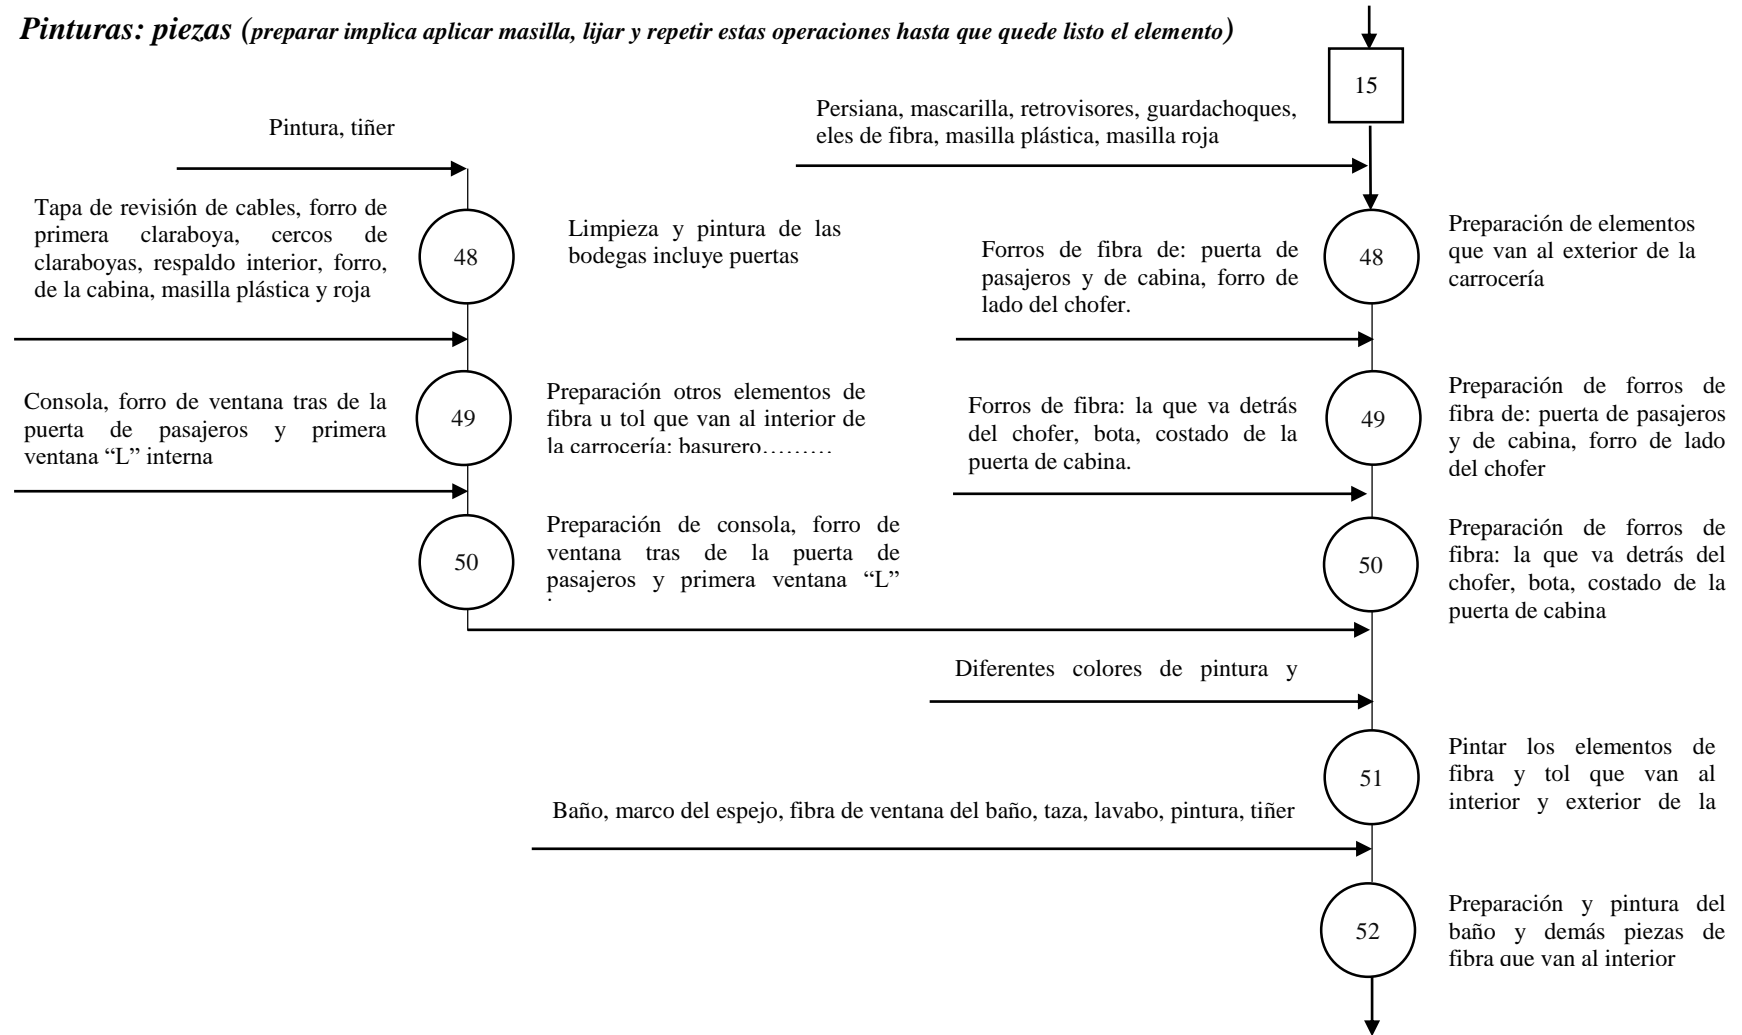 Pinturas: piezas (preparar implica aplicar masilla, lijar y repetir estas operaciones hasta que quede listo el elemento)
15
Persiana, mascarilla, retrovisores, guardachoques,
eles de fibra, masilla plástica, masilla roja
Pintura, tiñer
Tapa de revisión de cables, forro de
primera claraboya, cercos de
claraboyas, respaldo interior, forro,
de la cabina, masilla plástica y roja
48
Limpieza y pintura de las
bodegas incluye puertas
Forros de fibra de: puerta de
pasajeros y de cabina, forro de
lado del chofer.
48
Preparación de elementos
que van al exterior de la
carrocería
Consola, forro de ventana tras de la
puerta de pasajeros y primera
ventana “L” interna
49
Preparación otros elementos de
fibra u tol que van al interior de
la carrocería: basurero………
Forros de fibra: la que va detrás
del chofer, bota, costado de la
puerta de cabina.
49
Preparación de forros de
fibra de: puerta de pasajeros
y de cabina, forro de lado
del chofer
50
Preparación de consola, forro de
ventana tras de la puerta de
pasajeros y primera ventana “L”
50
Preparación de forros de
fibra: la que va detrás del
chofer, bota, costado de la
puerta de cabina
Diferentes colores de pintura y
51
Pintar los elementos de
fibra y tol que van al
interior y exterior de la
Baño, marco del espejo, fibra de ventana del baño, taza, lavabo, pintura, tiñer
52
Preparación y pintura del
baño y demás piezas de
fibra que van al interior